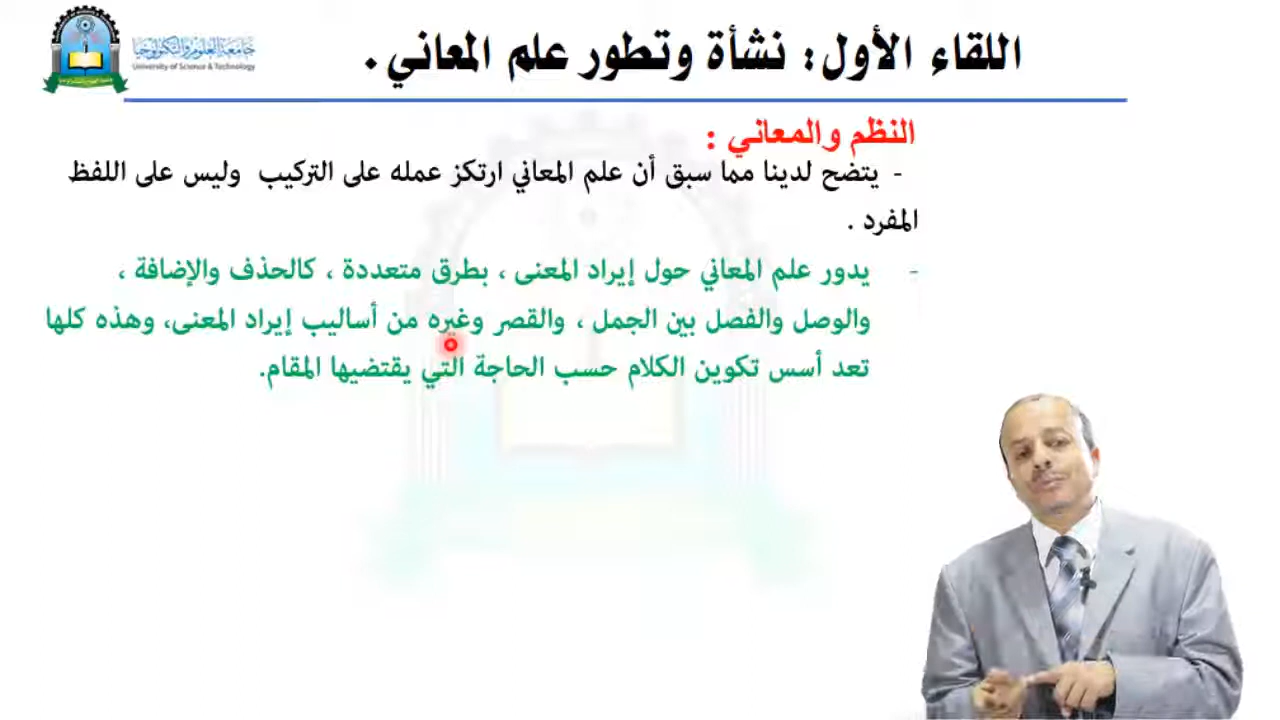 جامعة العلوم والتكنولوجيا
University of Science & Technology
اللقاء الأول: نشأة وتطور علم المعاني.
النظم والمعاني :
- يتضح لدينا مما سبق أن علم المعاني ارتكز عمله على التركيب وليس على اللفظ
المفرد .
- يدور علم المعاني حول إيراد المعنى ، بطرق متعددة ، كالحذف والإضافة ،
والوصل والفصل بين الجمل ، والقصر وغيره من أساليب إيراد المعنى، وهذه كلها
تعد أسس تكوين الكلام حسب الحاجة التي يقتضيها المقام.